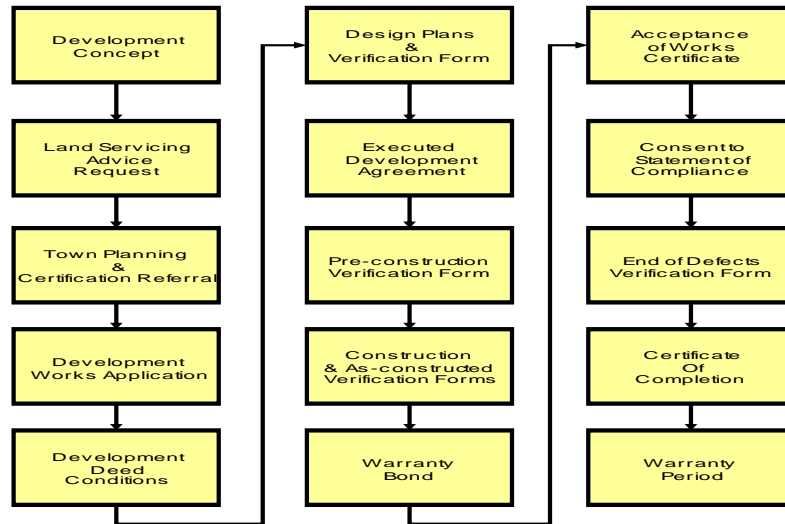 Development
Concept
Land Servicing
Advice
Request
Town Planning
&
Certification Referral
Development
Works Application
Development
Deed
Conditions
Design Plans
&
Verification Form
Executed
Development
Agreement
Pre-construction
Verification Form
Construction
& As-constructed
Verification Forms
Warranty
Bond
Acceptance
of Works
Certificate
Consent to
Statement of
Compliance
End of Defects
Verification Form
Certificate
Of
Completion
Warranty
Period